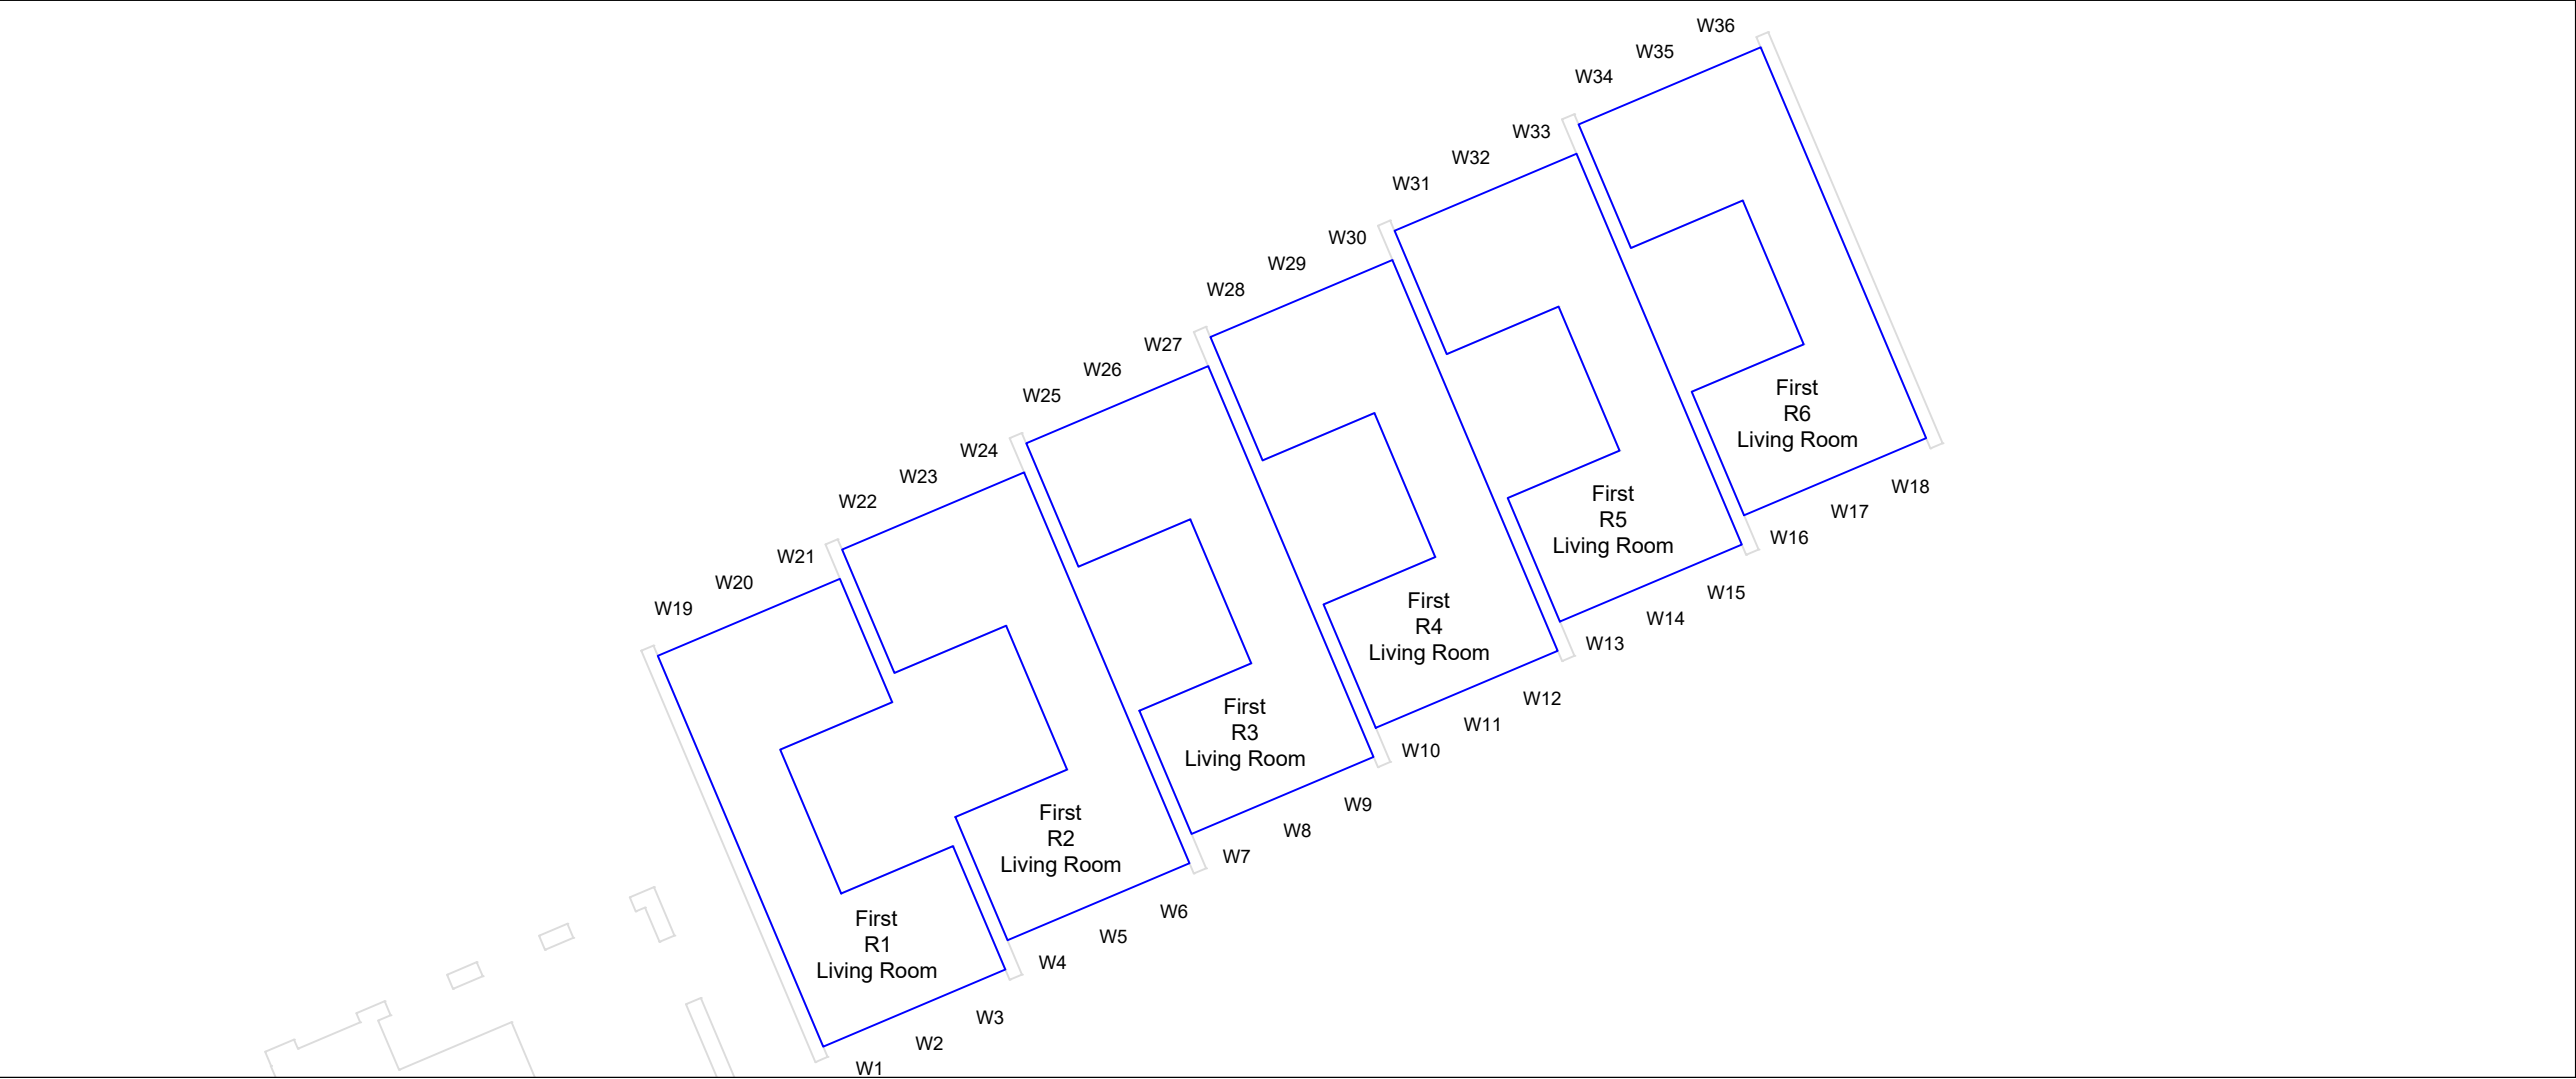 W36
W35
W34
W33
W32
W31
W30
W29
W28
W27
W26
W25
W24
W23
W22
W21
W20
W19
First
R6
Living Room
W18
W17
W16
First
R5
Living Room
W15
W14
W13
First
R4
Living Room
W12
W11
W10
First
R3
Living Room
W9
W8
W7
First
R2
Living Room
W6
W5
W4
First
R1
Living Room
W3
W2
W1